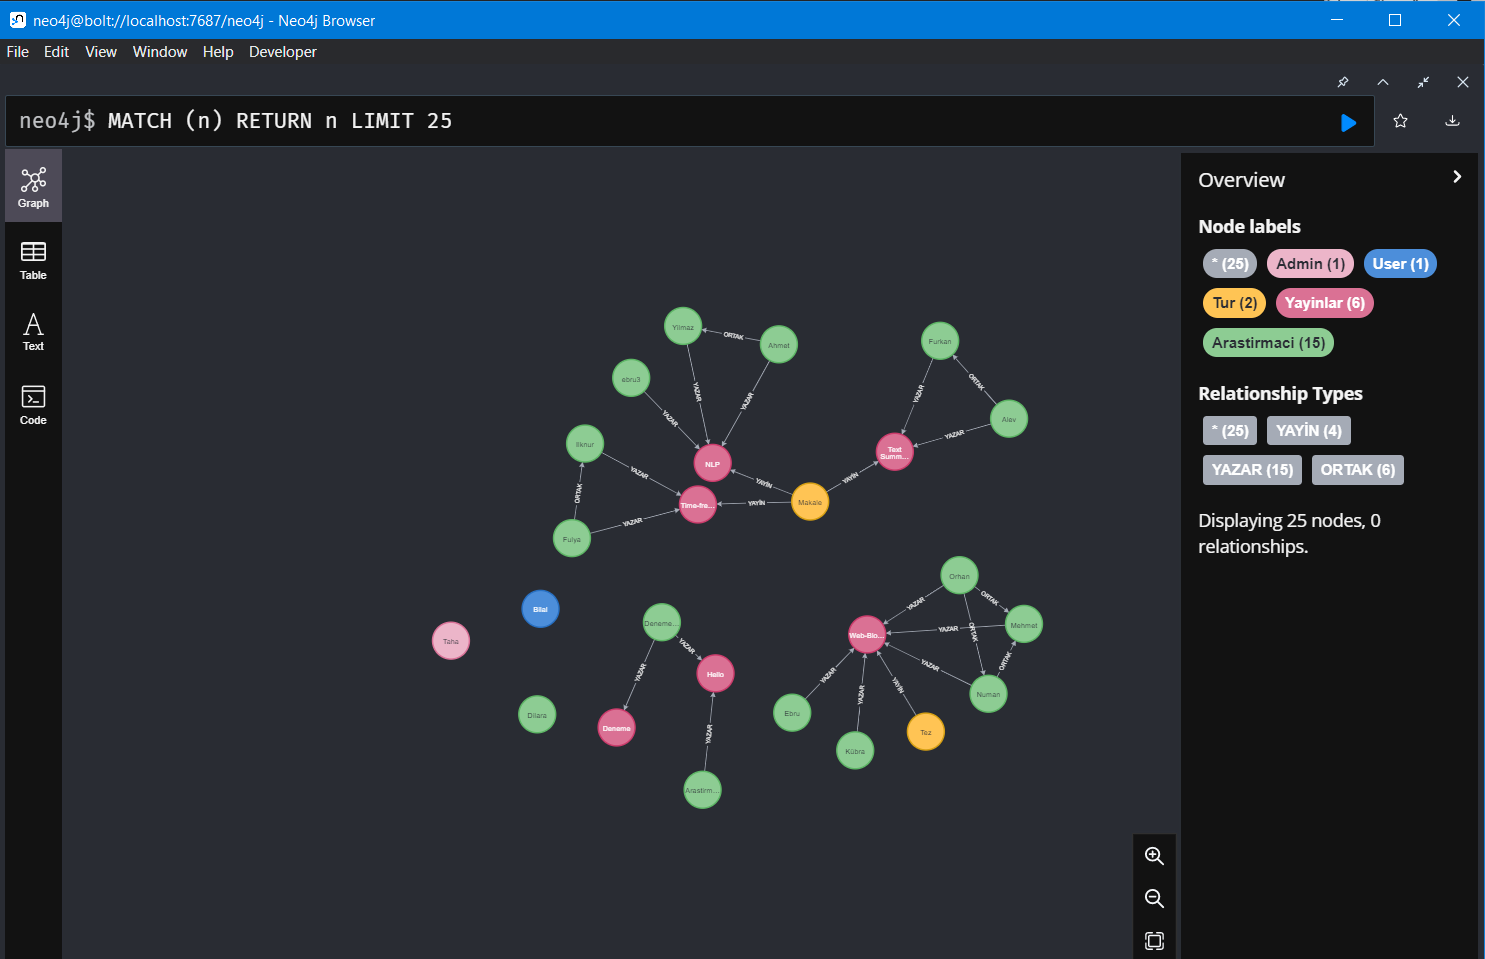 neo4j@bolt://localhost:7687/neo4j - Neo4j Browser
File Edit View Window Help Developer
neo4j$ MATCH (n) RETURN n LIMIT 25
Graph
Table
Text
Code
Yilmaz
ORTAK
Ahmet
ebru3
YAZAR
YAZAR
YAZAR
NLP
Ilknur
YAZAR
ORTAK
Time-fra...
YAZAR
Fulya
YAYİN
YAYİN
Makale
YAYİN
Furkan
ORTAK
YAZAR
Alev
YAZAR
Text
Summ...
Taha
Bilal
Dilara
Deneme...
YAZAR
YAZAR
Hello
Deneme
YAZAR
Arastirm...
Orhan
YAZAR
ORTAK
Mehmet
YAZAR
ORTAK
Web-Blo...
YAZAR
ORTAK
Numan
YAZAR
YAZAR
YAYİN
Ebru
Kübra
Tez
Overview
Node labels
* (25) Admin (1) User (1)
Tur (2) Yayinlar (6)
Arastirmaci (15)
Relationship Types
* (25) YAYİN (4)
YAZAR (15) ORTAK (6)
Displaying 25 nodes, 0
relationships.